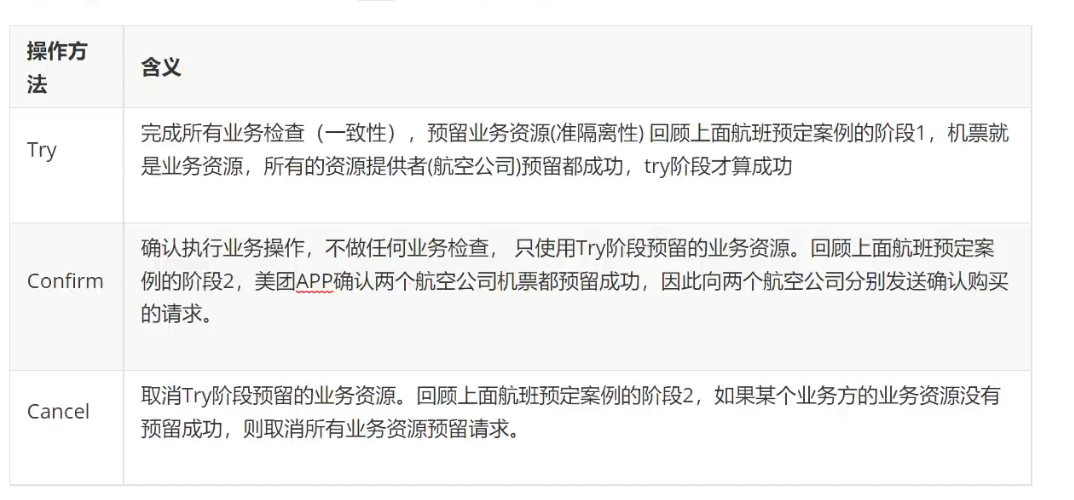 操作方
法
含义
Try
完成所有业务检查（一致性），预留业务资源(准隔离性) 回顾上面航班预定案例的阶段1，机票就
是业务资源，所有的资源提供者(航空公司)预留都成功，try阶段才算成功
Confirm
确认执行业务操作，不做任何业务检查， 只使用Try阶段预留的业务资源。回顾上面航班预定案
例的阶段2，美团APP确认两个航空公司机票都预留成功，因此向两个航空公司分别发送确认购买
的请求。
Cancel
取消Try阶段预留的业务资源。回顾上面航班预定案例的阶段2，如果某个业务方的业务资源没有
预留成功，则取消所有业务资源预留请求。